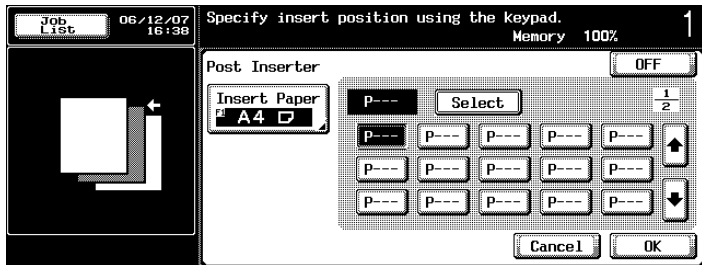 Job List
06/12/07
16:38
Specify insert position using the keypad.
Memory 100%
1
Post Inserter
OFF
Insert Paper
A4
P---
Select
1
2
P--- P--- P--- P--- P---
P--- P--- P--- P--- P---
P--- P--- P--- P--- P---
Cancel
OK